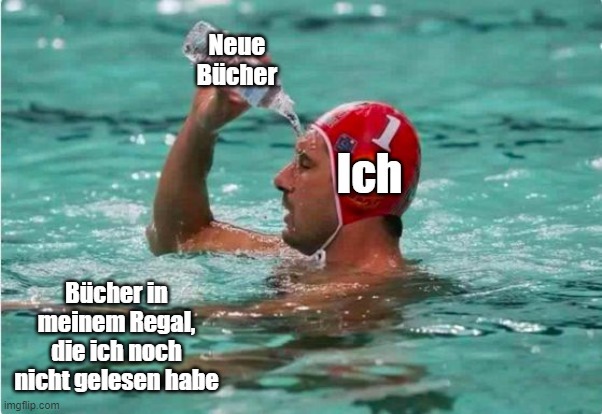 Neue
Bücher
1
Ich
Bücher in
meinem Regal,
die ich noch
nicht gelesen habe
imgflip.com